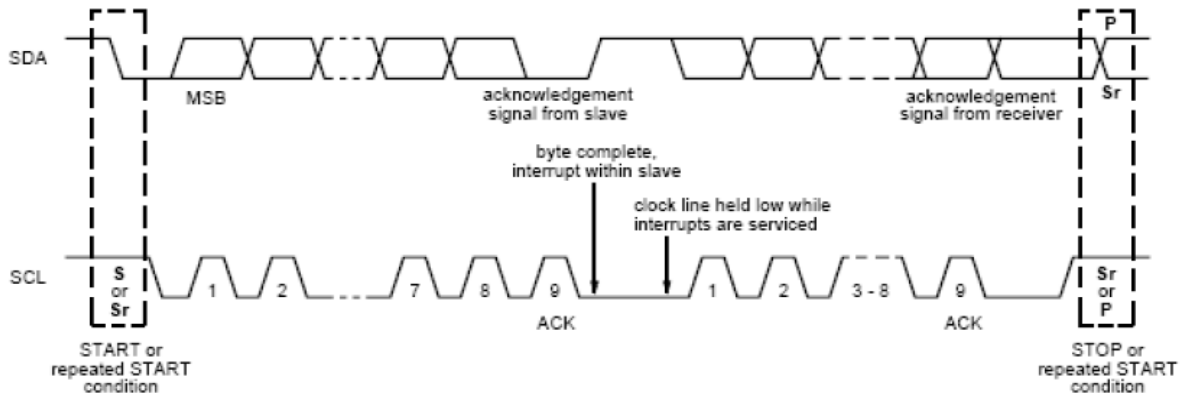 P
SDA
MSB
acknowledgement
signal from slave
acknowledgement
signal from receiver
Sr
byte complete,
interrupt within slave
clock line held low while
interrupts are serviced
SCL
S
or
Sr
1
2
7
8
9
1
2
3 - 8
9
Sr
or
P
ACK
ACK
START or
repeated START
condition
STOP or
repeated START
condition